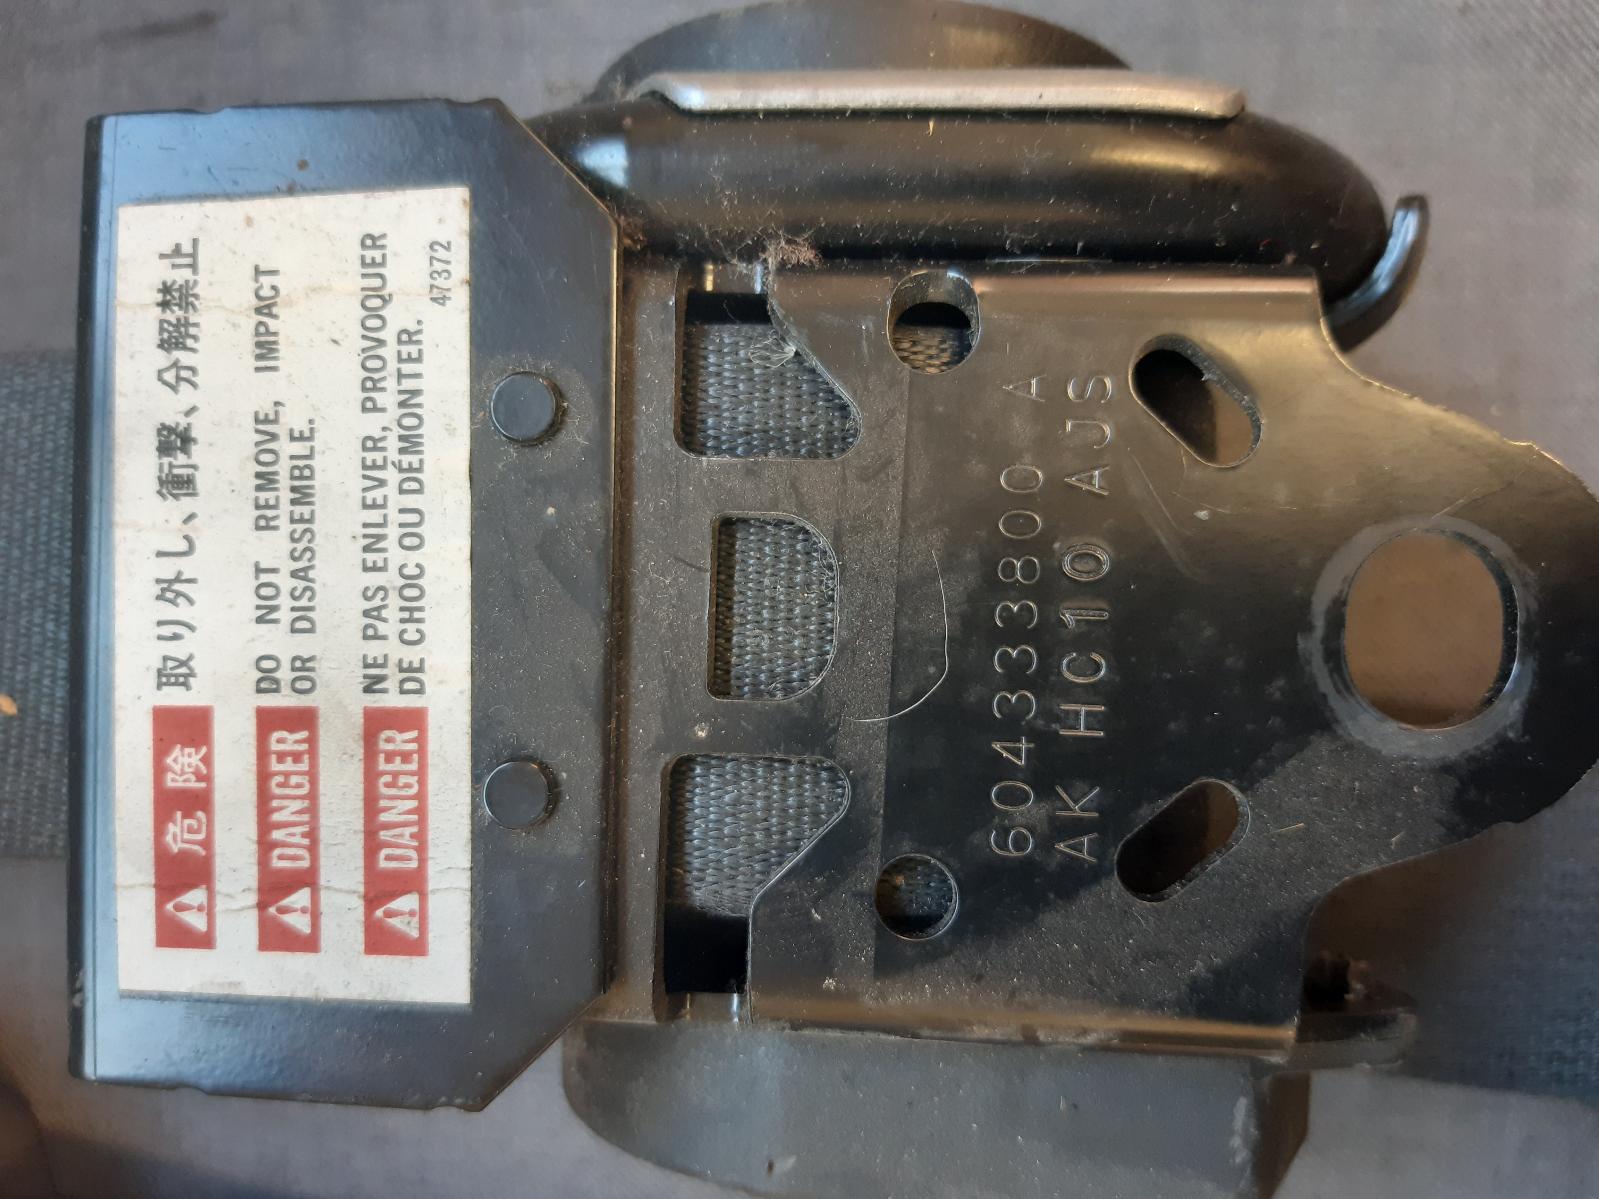 危険 取り外し、衝撃、分解禁止
DANGER DO NOT REMOVE, IMPACT
OR DISASSEMBLE.
DANGER NE PAS ENLEVER, PROVOQUER
DE CHOC OU DÉMONTER.
47372
604333800 A
AK HC10 AJS